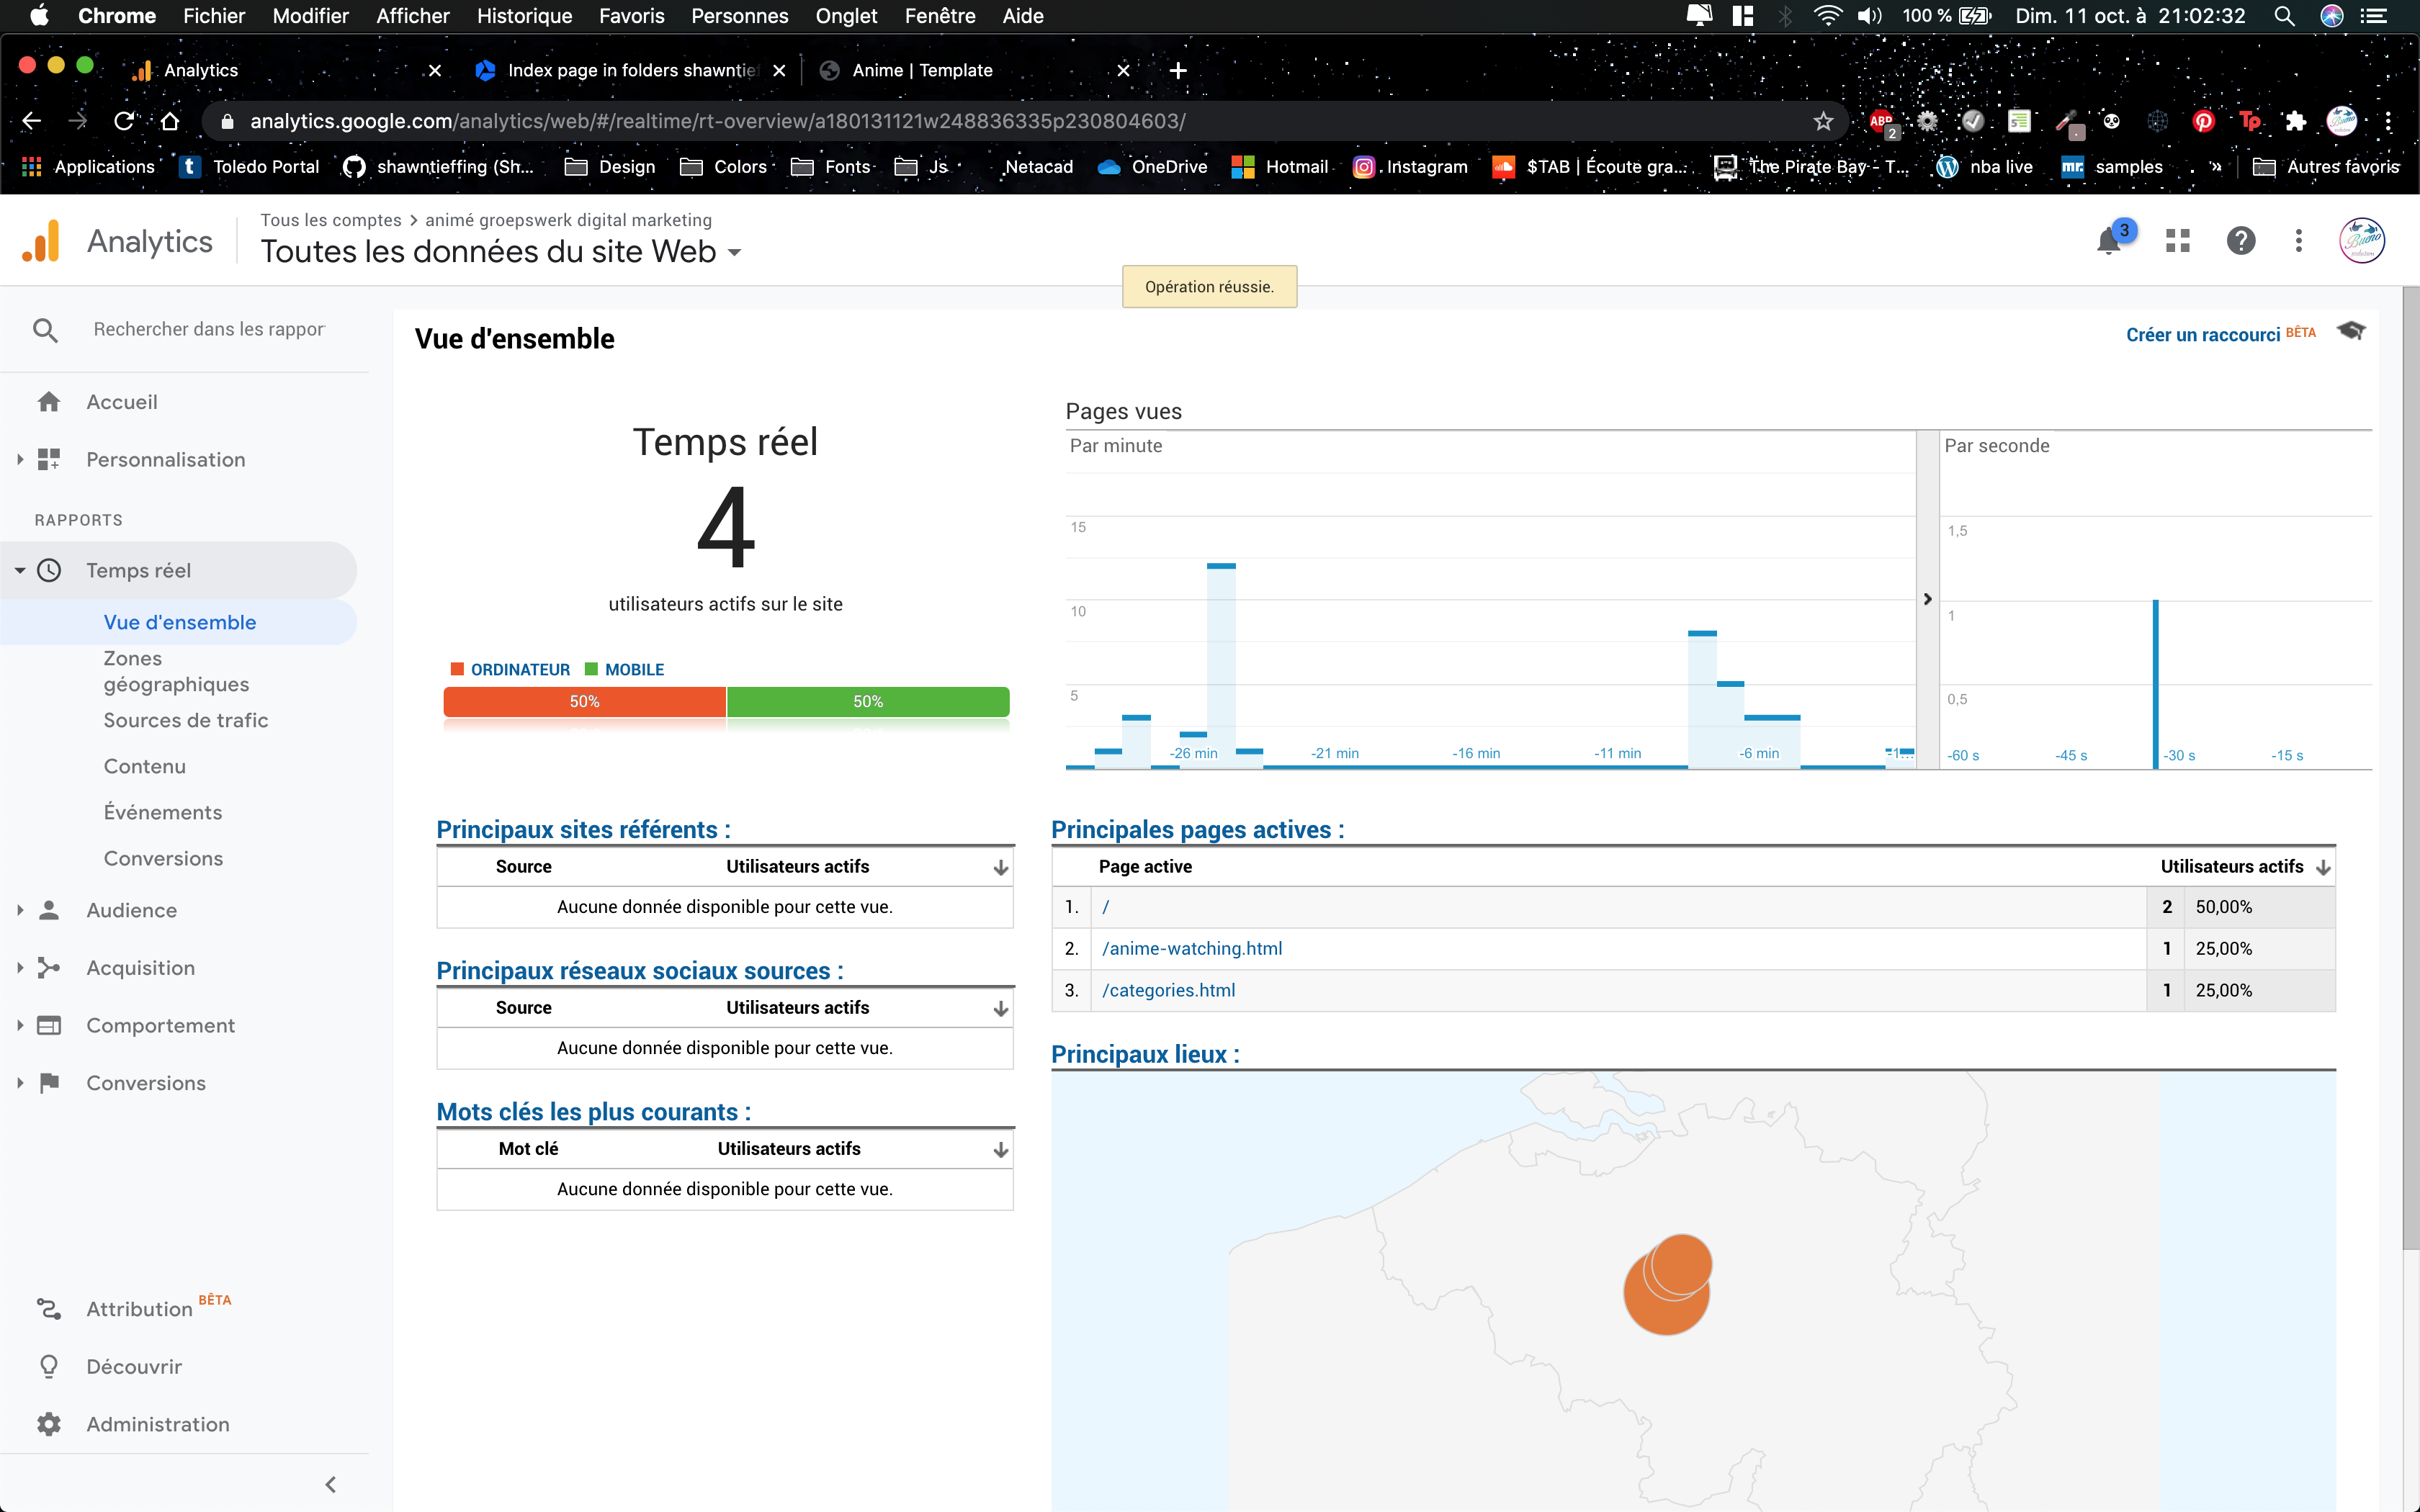 Chrome Fichier Modifier Afficher Historique Favoris Personnes Onglet Fenêtre Aide 100 % Dim. 11 oct. à 21:02:32
Analytics Index page in folders shawntief Anime | Template
analytics.google.com/analytics/web/#/realtime/rt-overview/a180131121w248836335p230804603/ ABP 2 Tp
Applications t Toledo Portal shawntieffing (Sh... Design Colors Fonts Js Netacad OneDrive Hotmail Instagram $TAB | Écoute gra... The Pirate Bay - T... nba live mr. samples » Autres favoris
Analytics
Tous les comptes > animé groepswerk digital marketing
Toutes les données du site Web
3
Opération réussie.
Rechercher dans les rappor
Accueil
Personnalisation
RAPPORTS
Temps réel
Vue d'ensemble
Zones
géographiques
Sources de trafic
Contenu
Événements
Conversions
Audience
Acquisition
Comportement
Conversions
Attribution BÊTA
Découvrir
Administration
Vue d'ensemble
Créer un raccourci BÊTA
Temps réel
4
utilisateurs actifs sur le site
ORDINATEUR MOBILE
50% 50%
Pages vues
Par minute
15
10
5
-26 min -21 min -16 min -11 min -6 min -1...
Par seconde
1,5
1
0,5
-60 s -45 s -30 s -15 s
Principaux sites référents :
Source Utilisateurs actifs
Aucune donnée disponible pour cette vue.
Principaux réseaux sociaux sources :
Source Utilisateurs actifs
Aucune donnée disponible pour cette vue.
Mots clés les plus courants :
Mot clé Utilisateurs actifs
Aucune donnée disponible pour cette vue.
Principales pages actives :
Page active Utilisateurs actifs
1. / 2 50,00%
2. /anime-watching.html 1 25,00%
3. /categories.html 1 25,00%
Principaux lieux :